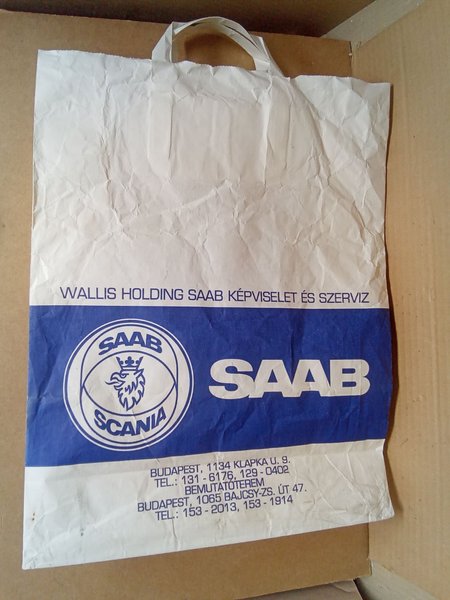 WALLIS HOLDING SAAB KÉPVISELET ÉS SZERVIZ
SAAB
SCANIA
SAAB
BUDAPEST, 1134 KLAPKA U. 9.
TEL.: 131 - 6176, 129 - 0402
BEMUTATÓTEREM
BUDAPEST, 1065 BAJCSY-ZS. ÚT 47.
TEL.: 153 - 2013, 153 - 1914